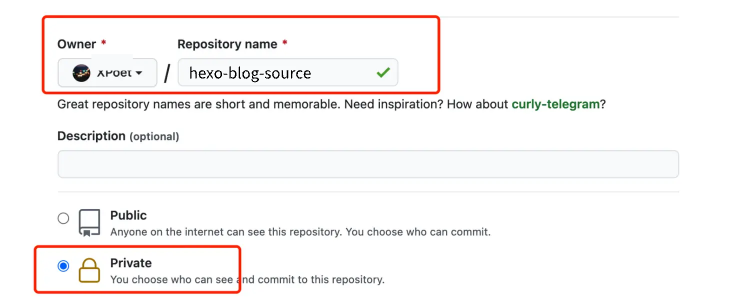 Owner *
Repository name *
XPoet
/
hexo-blog-source
Great repository names are short and memorable. Need inspiration? How about curly-telegram?
Description (optional)
Public
Anyone on the internet can see this repository. You choose who can commit.
Private
You choose who can see and commit to this repository.